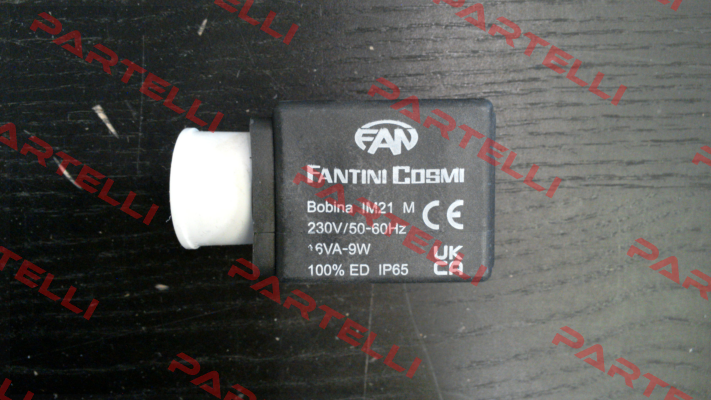 FAN
FANTINI COSMI
Bobina IM21 M
230V/50-60Hz
16VA-9W
100% ED IP65
CE
UK
CA
PARTELLI
PARTELLI
PARTELLI
PARTELLI
PARTELLI
PARTELLI
PARTELLI
PARTELLI
PARTELLI